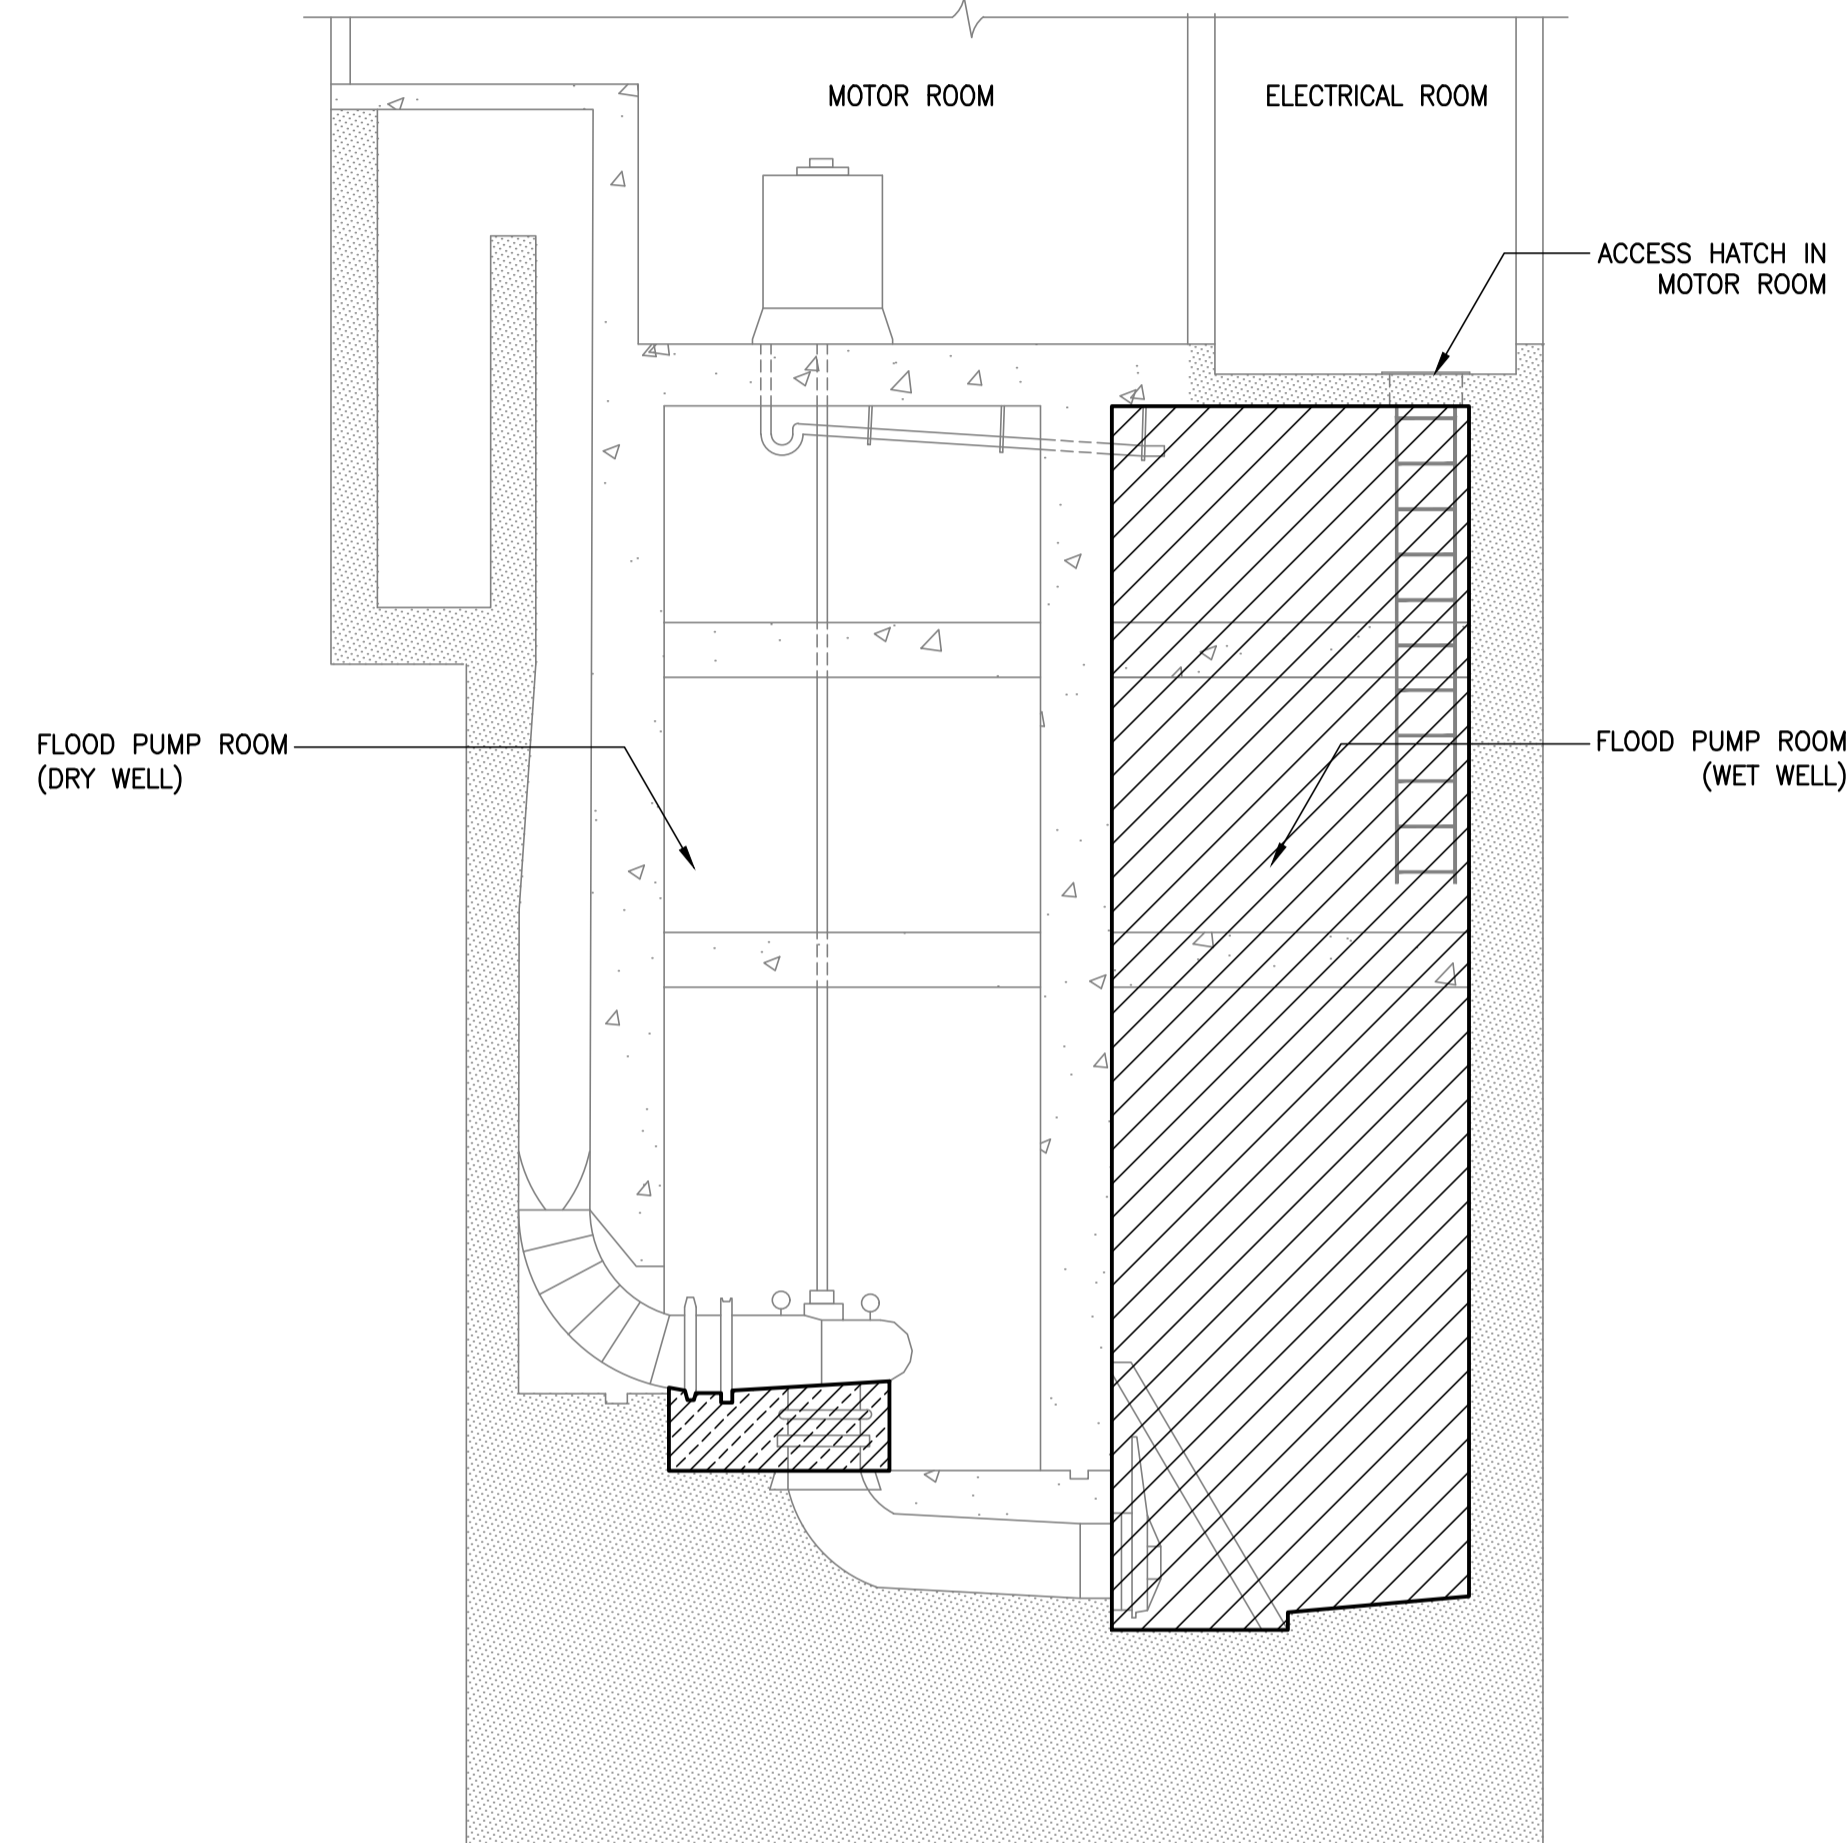 MOTOR ROOM
ELECTRICAL ROOM
ACCESS HATCH IN
MOTOR ROOM
FLOOD PUMP ROOM
(DRY WELL)
FLOOD PUMP ROOM
(WET WELL)